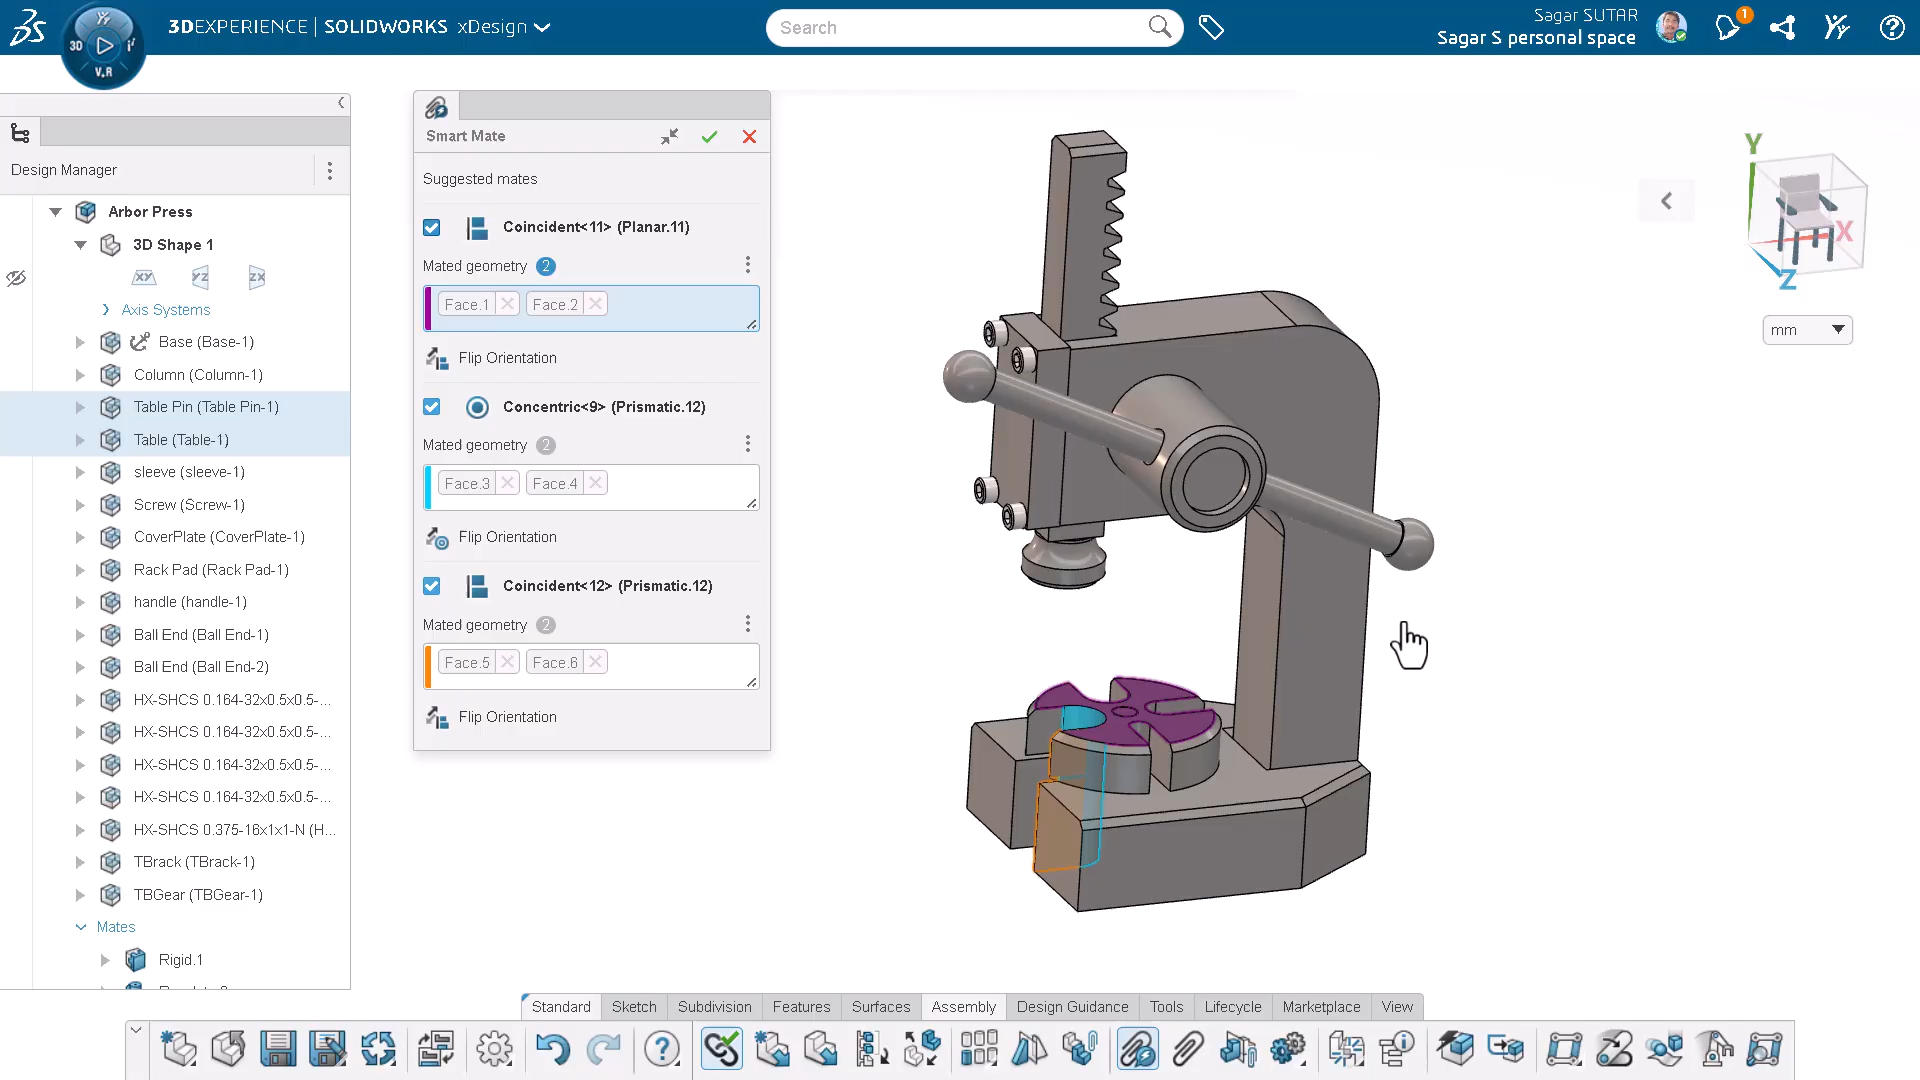 3DEXPERIENCE | SOLIDWORKS xDesign
Search
Sagar SUTAR
Sagar S personal space
1
3D
V.R
Design Manager
Arbor Press
3D Shape 1
XY YZ ZX
Axis Systems
Base (Base-1)
Column (Column-1)
Table Pin (Table Pin-1)
Table (Table-1)
sleeve (sleeve-1)
Screw (Screw-1)
CoverPlate (CoverPlate-1)
Rack Pad (Rack Pad-1)
handle (handle-1)
Ball End (Ball End-1)
Ball End (Ball End-2)
HX-SHCS 0.164-32x0.5x0.5-...
HX-SHCS 0.164-32x0.5x0.5-...
HX-SHCS 0.164-32x0.5x0.5-...
HX-SHCS 0.164-32x0.5x0.5-...
HX-SHCS 0.375-16x1x1-N (H...
TBrack (TBrack-1)
TBGear (TBGear-1)
Mates
Rigid.1
Smart Mate
Suggested mates
Coincident<11> (Planar.11)
Mated geometry 2
Face.1 Face.2
Flip Orientation
Concentric<9> (Prismatic.12)
Mated geometry 2
Face.3 Face.4
Flip Orientation
Coincident<12> (Prismatic.12)
Mated geometry 2
Face.5 Face.6
Flip Orientation
Y
X
Z
mm
Standard Sketch Subdivision Features Surfaces Assembly Design Guidance Tools Lifecycle Marketplace View